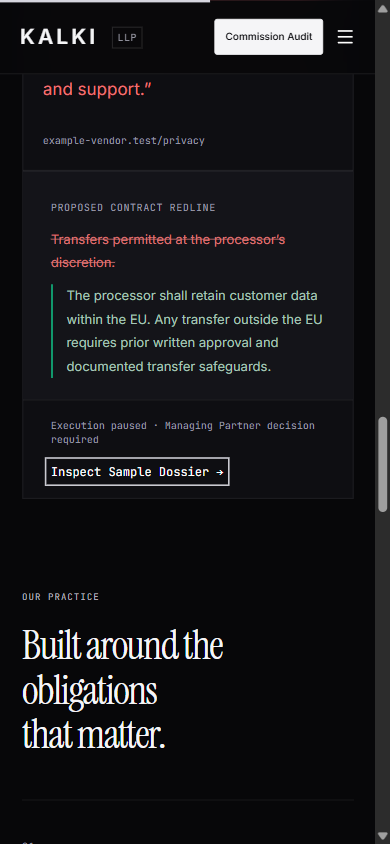 KALKI LLP
Commission Audit
and support.”
example-vendor.test/privacy
PROPOSED CONTRACT REDLINE
Transfers permitted at the processor’s
discretion.
The processor shall retain customer data
within the EU. Any transfer outside the EU
requires prior written approval and
documented transfer safeguards.
Execution paused · Managing Partner decision
required
Inspect Sample Dossier →
OUR PRACTICE
Built around the
obligations
that matter.